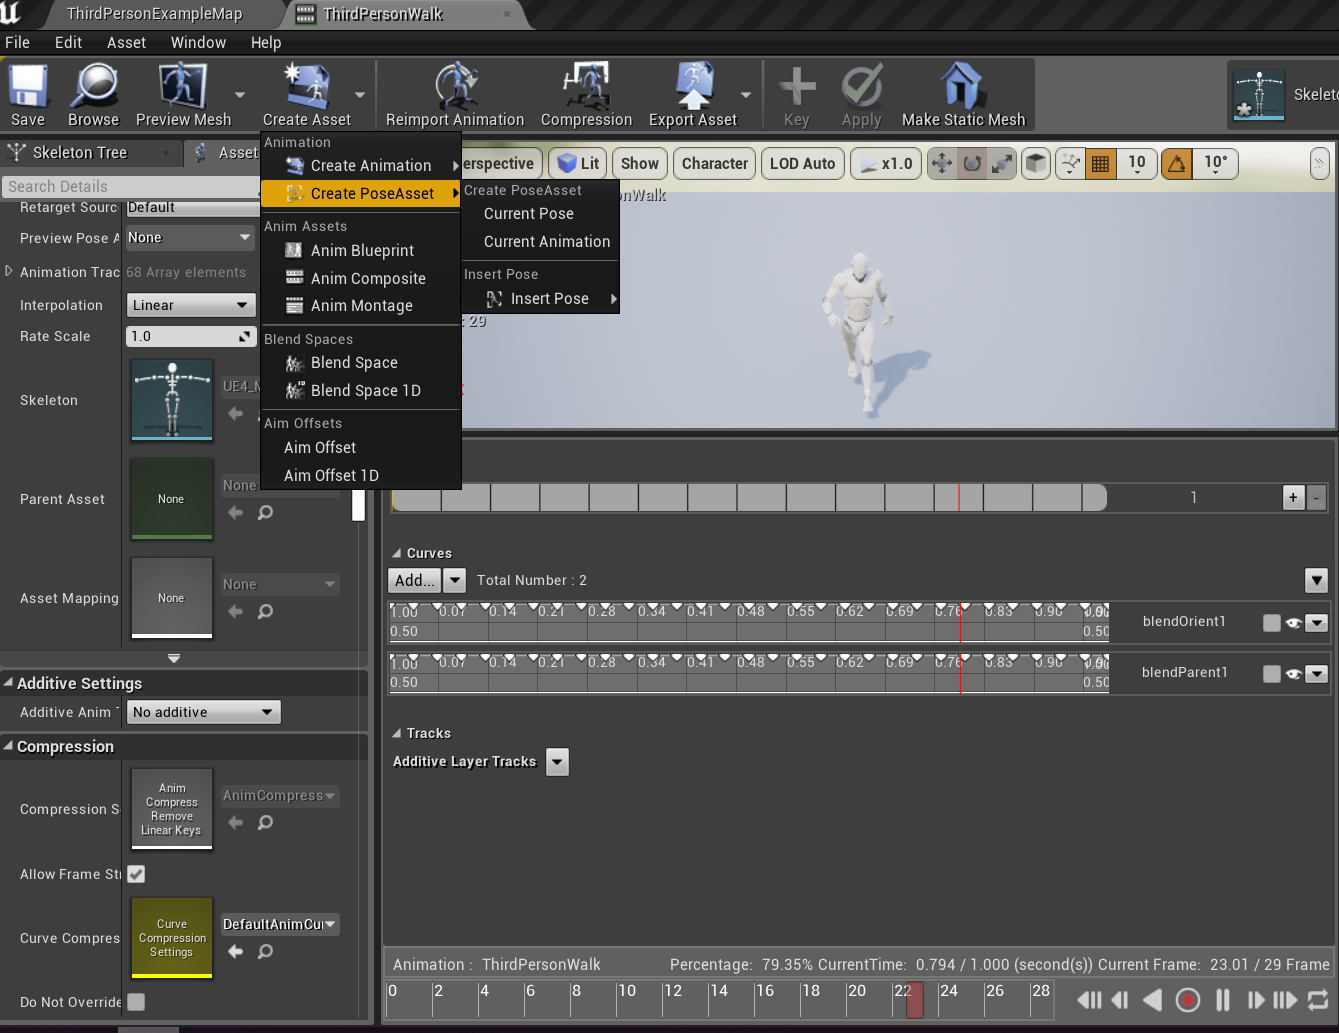 ThirdPersonExampleMap
ThirdPersonWalk
File Edit Asset Window Help
Save Browse Preview Mesh Create Asset Reimport Animation Compression Export Asset Key Apply Make Static Mesh
Skeleton Tree Asset
Search Details
Retarget Sourc Default
Preview Pose A None
Animation Trac 68 Array elements
Interpolation Linear
Rate Scale 1.0
Skeleton UE4_M
Parent Asset None None
Asset Mapping None None
Additive Settings
Additive Anim No additive
Compression
Compression S Anim Compress Remove Linear Keys AnimCompress
Allow Frame Str
Curve Compres Curve Compression Settings DefaultAnimCur
Do Not Override
Animation
Create Animation
Create PoseAsset
Anim Assets
Anim Blueprint
Anim Composite
Anim Montage
Blend Spaces
Blend Space
Blend Space 1D
Aim Offsets
Aim Offset
Aim Offset 1D
Create PoseAsset
Current Pose
Current Animation
Insert Pose
Insert Pose
erspective Lit Show Character LOD Auto x1.0 10 10°
onWalk
: 29
1 + -
Curves
Add... Total Number : 2
1.00 0.07 0.14 0.21 0.28 0.34 0.41 0.48 0.55 0.62 0.69 0.76 0.83 0.90
0.50 0.50
blendOrient1
1.00 0.07 0.14 0.21 0.28 0.34 0.41 0.48 0.55 0.62 0.69 0.76 0.83 0.90
0.50 0.50
blendParent1
Tracks
Additive Layer Tracks
Animation : ThirdPersonWalk Percentage: 79.35% CurrentTime: 0.794 / 1.000 (second(s)) Current Frame: 23.01 / 29 Frame
0 2 4 6 8 10 12 14 16 18 20 22 24 26 28